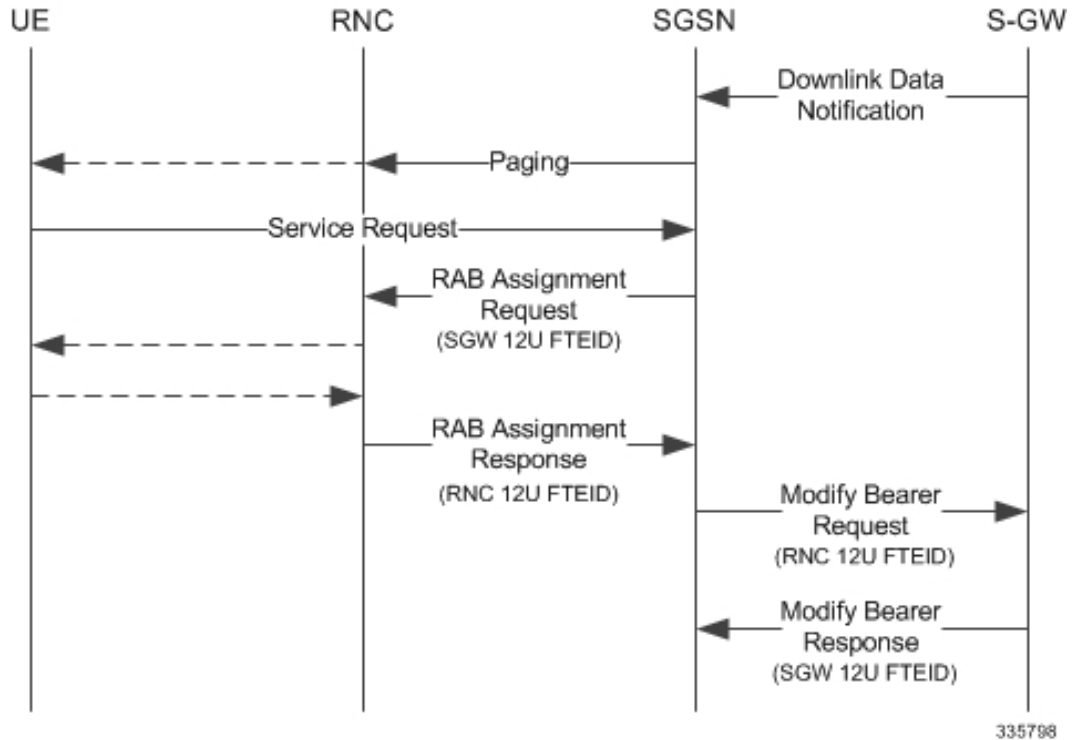 UE RNC SGSN S-GW
Downlink Data
Notification
Paging
Service Request
RAB Assignment
Request
(SGW 12U FTEID)
RAB Assignment
Response
(RNC 12U FTEID)
Modify Bearer
Request
(RNC 12U FTEID)
Modify Bearer
Response
(SGW 12U FTEID)
335798